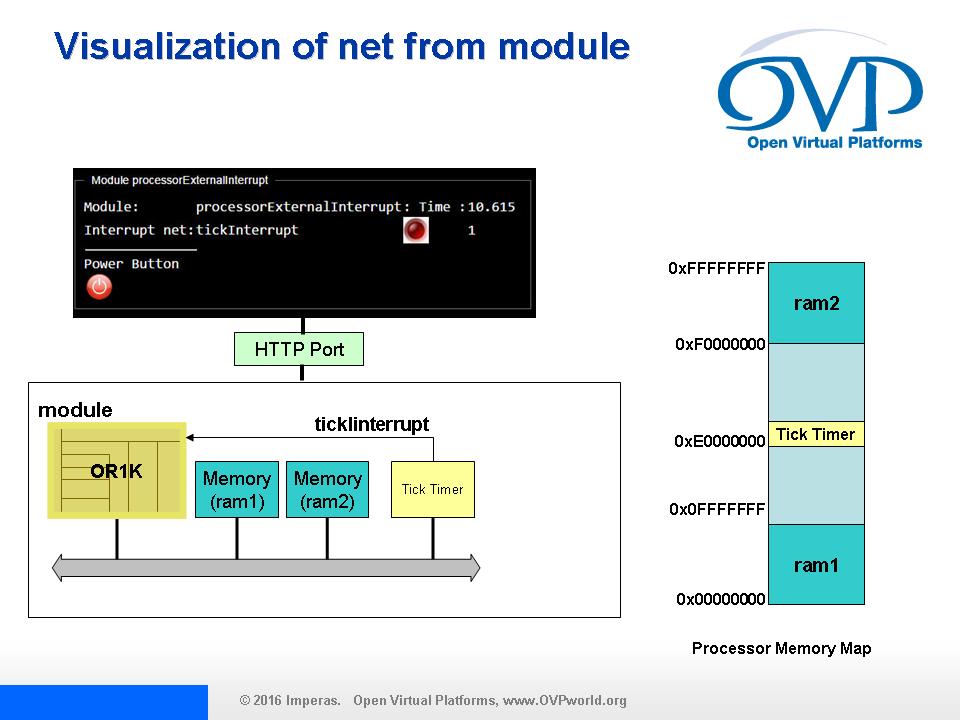 Visualization of net from module
OVP
Open Virtual Platforms
Module processorExternalInterrupt
Module: processorExternalInterrupt: Time :10.615
Interrupt net:tickInterrupt 1
Power Button
HTTP Port
module
ticklinterrupt
OR1K
Memory
(ram1)
Memory
(ram2)
Tick Timer
0xFFFFFFFF
ram2
0xF0000000
Tick Timer
0xE0000000
0x0FFFFFFF
ram1
0x00000000
Processor Memory Map
© 2016 Imperas. Open Virtual Platforms, www.OVPworld.org